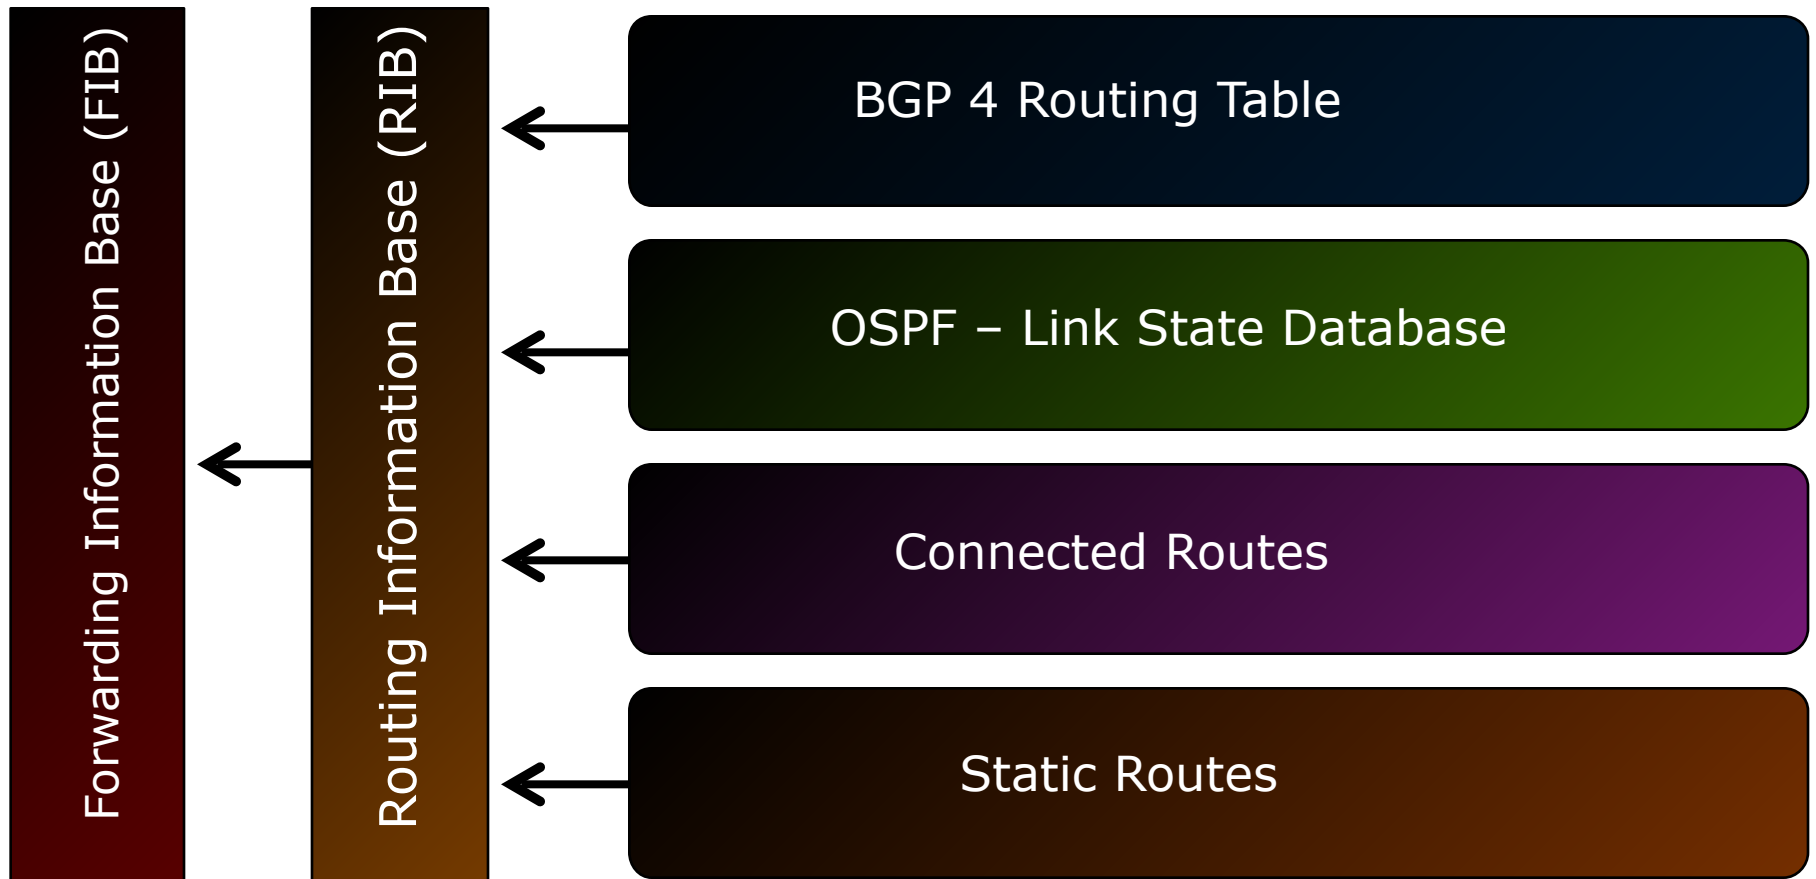 Forwarding Information Base (FIB)
Routing Information Base (RIB)
BGP 4 Routing Table
OSPF – Link State Database
Connected Routes
Static Routes